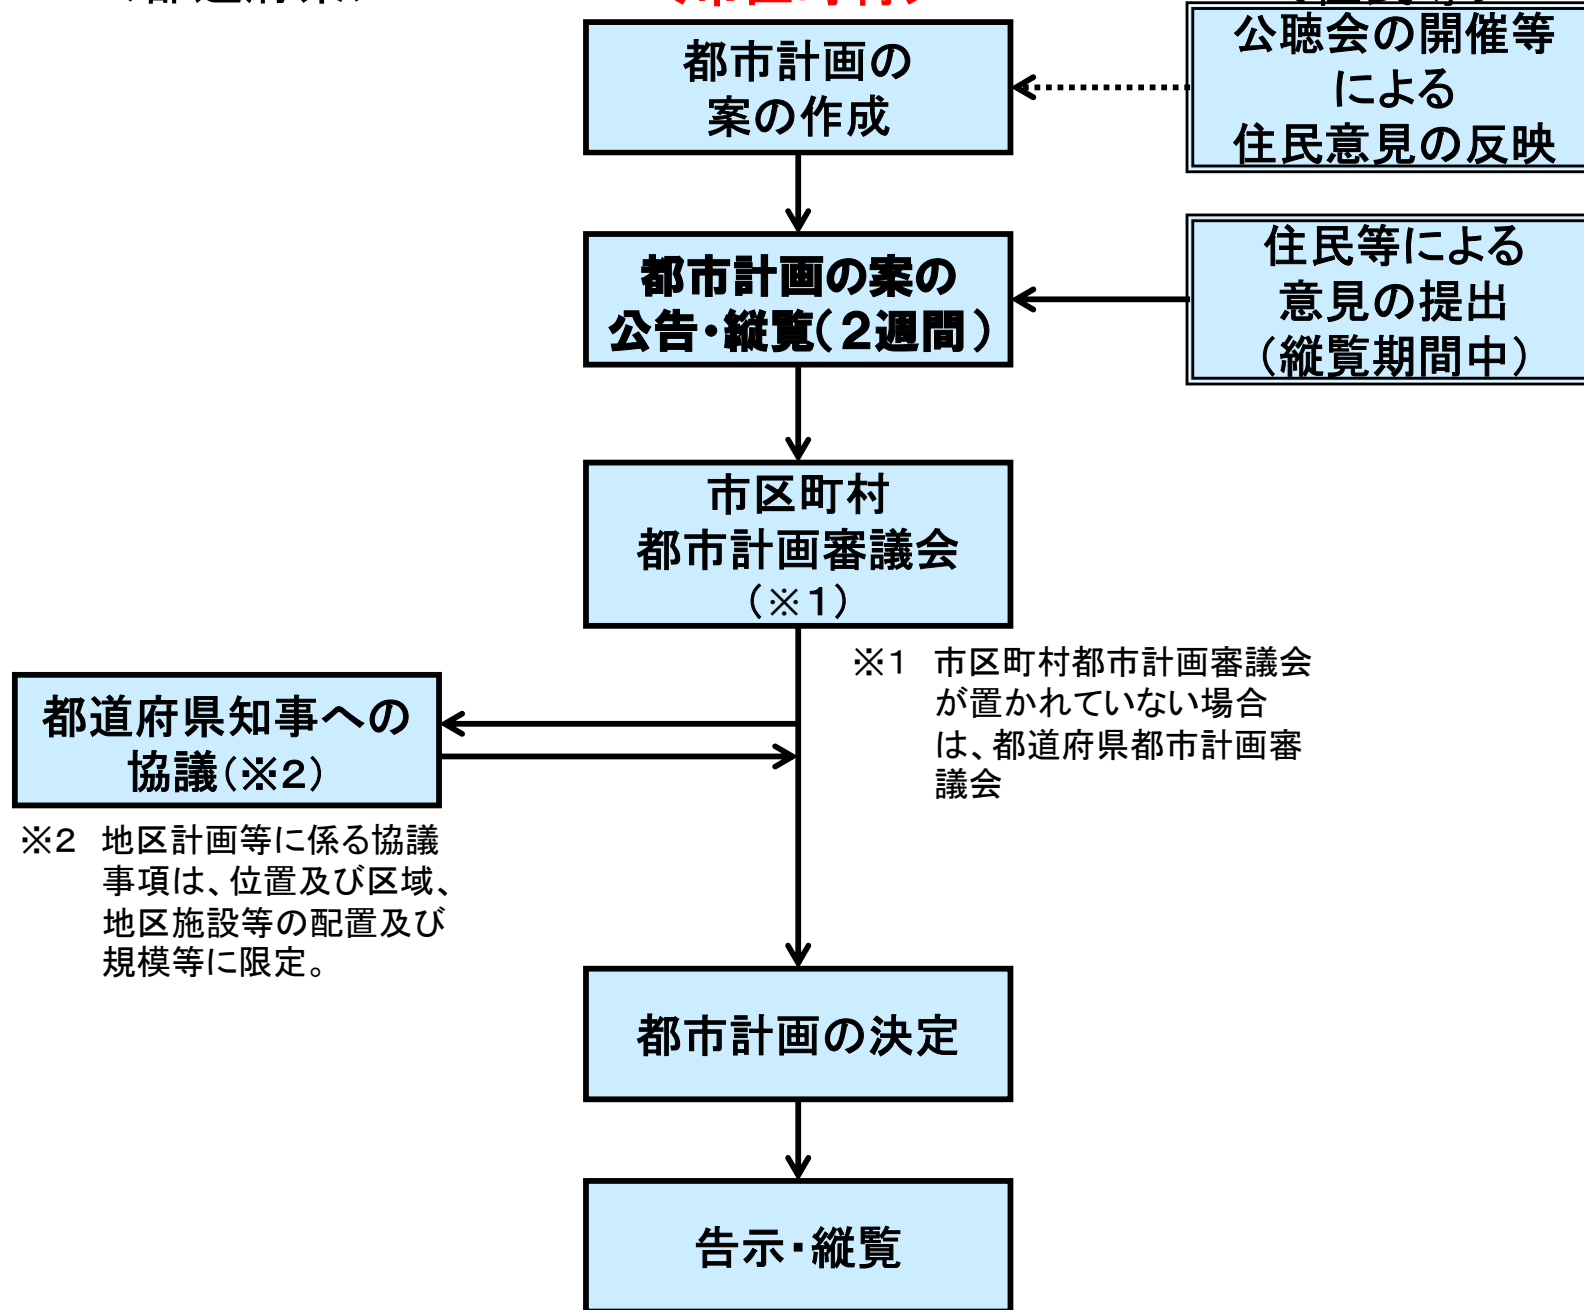 都市計画の
案の作成
公聴会の開催等
による
住民意見の反映
都市計画の案の
公告・縦覧(2週間)
住民等による
意見の提出
(縦覧期間中)
市区町村
都市計画審議会
(※1)
※1 市区町村都市計画審議会
が置かれていない場合
は、都道府県都市計画審
議会
都道府県知事への
協議(※2)
※2 地区計画等に係る協議
事項は、位置及び区域、
地区施設等の配置及び
規模等に限定。
都市計画の決定
告示・縦覧